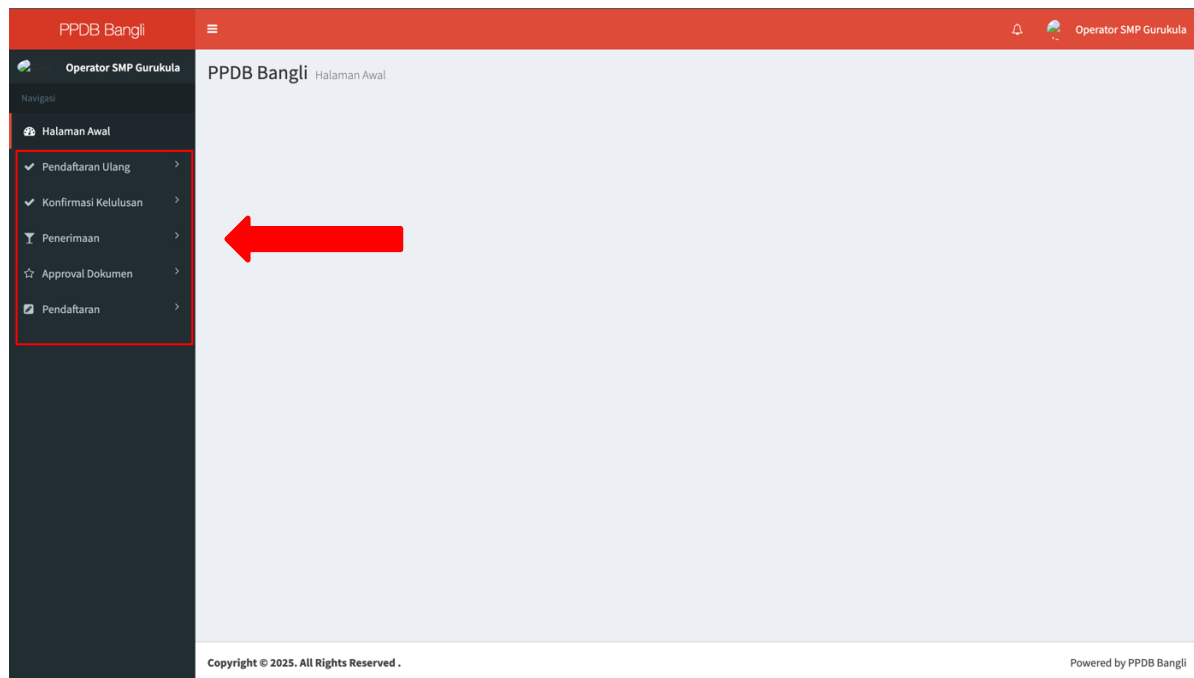 PPDB Bangli
Operator SMP Gurukula
Operator SMP Gurukula
PPDB Bangli Halaman Awal
Navigasi
Halaman Awal
Pendaftaran Ulang
Konfirmasi Kelulusan
Penerimaan
Approval Dokumen
Pendaftaran
Copyright © 2025. All Rights Reserved .
Powered by PPDB Bangli